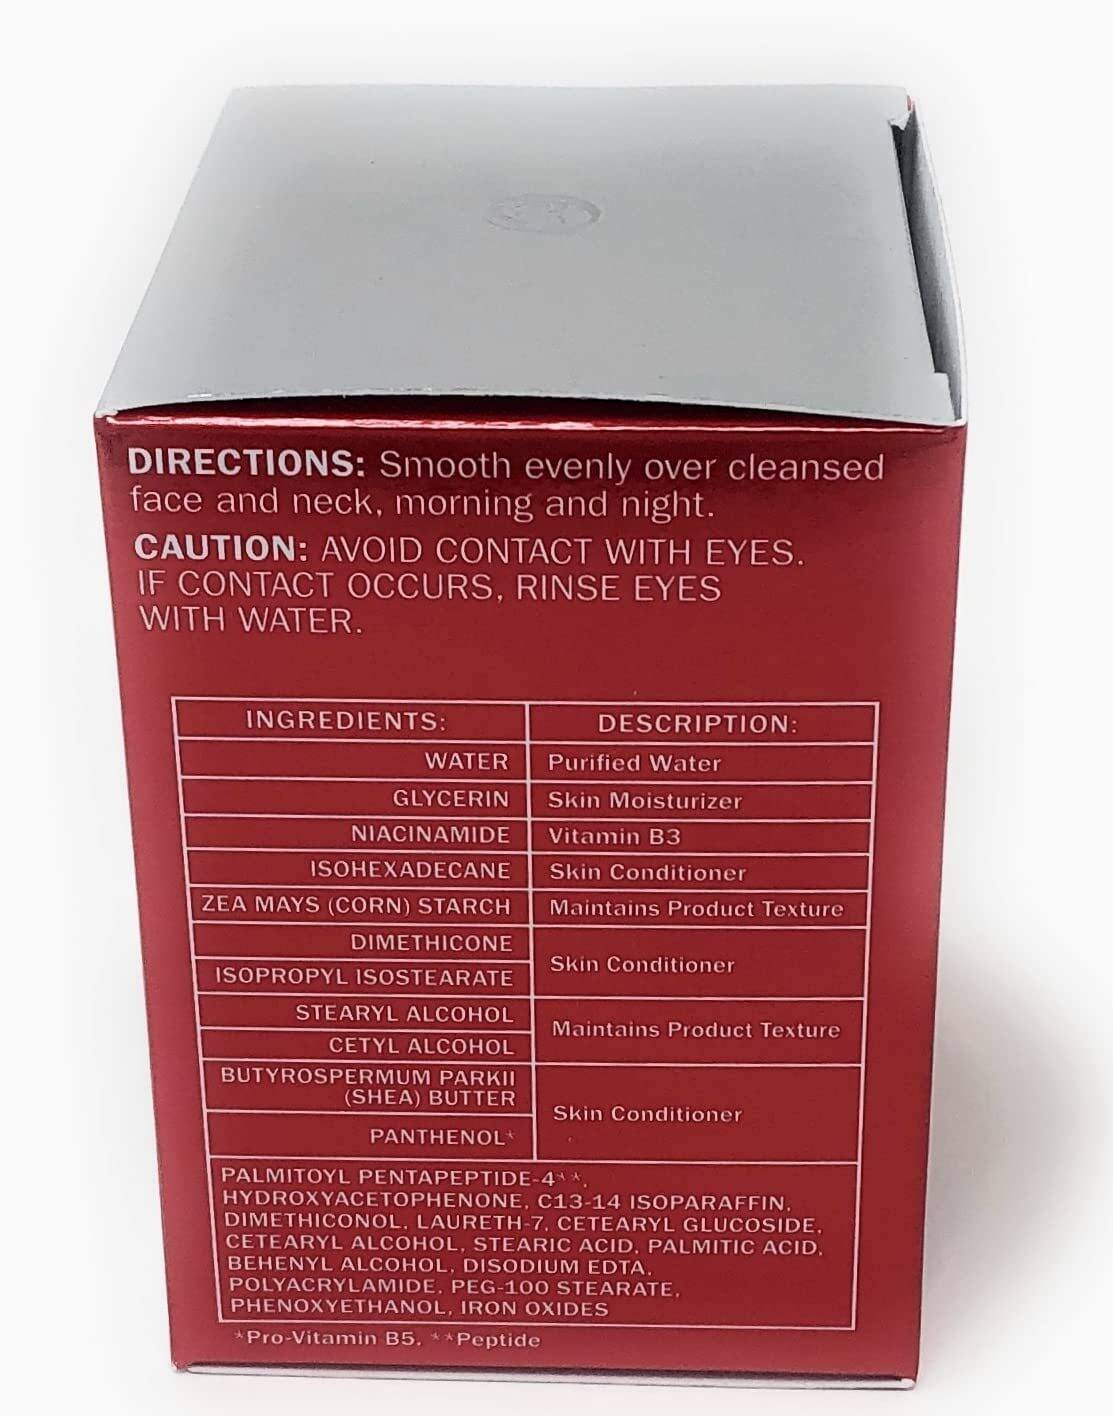 DIRECTIONS: Smooth evenly over cleansed
face and neck, morning and night.
CAUTION: AVOID CONTACT WITH EYES.
IF CONTACT OCCURS, RINSE EYES
WITH WATER.
INGREDIENTS: DESCRIPTION:
WATER Purified Water
GLYCERIN Skin Moisturizer
NIACINAMIDE Vitamin B3
ISOHEXADECANE Skin Conditioner
ZEA MAYS (CORN) STARCH Maintains Product Texture
DIMETHICONE
Skin Conditioner
ISOPROPYL ISOSTEARATE
STEARYL ALCOHOL
Maintains Product Texture
CETYL ALCOHOL
BUTYROSPERMUM PARKII
(SHEA) BUTTER
Skin Conditioner
PANTHENOL*
PALMITOYL PENTAPEPTIDE-4**,
HYDROXYACETOPHENONE, C13-14 ISOPARAFFIN,
DIMETHICONOL, LAURETH-7, CETEARYL GLUCOSIDE,
CETEARYL ALCOHOL, STEARIC ACID, PALMITIC ACID,
BEHENYL ALCOHOL, DISODIUM EDTA,
POLYACRYLAMIDE, PEG-100 STEARATE,
PHENOXYETHANOL, IRON OXIDES
*Pro-Vitamin B5, **Peptide